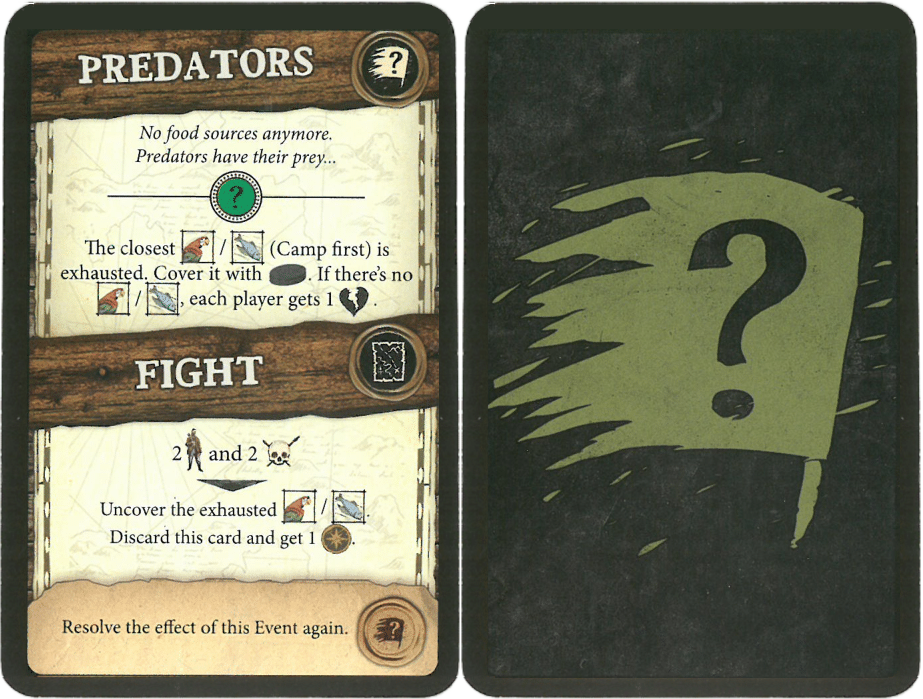 PREDATORS
?
No food sources anymore.
Predators have their prey...
?
The closest / (Camp first) is
exhausted. Cover it with . If there's no
/ , each player gets 1 .
FIGHT
2 and 2
Uncover the exhausted / .
Discard this card and get 1 .
Resolve the effect of this Event again.
?
?